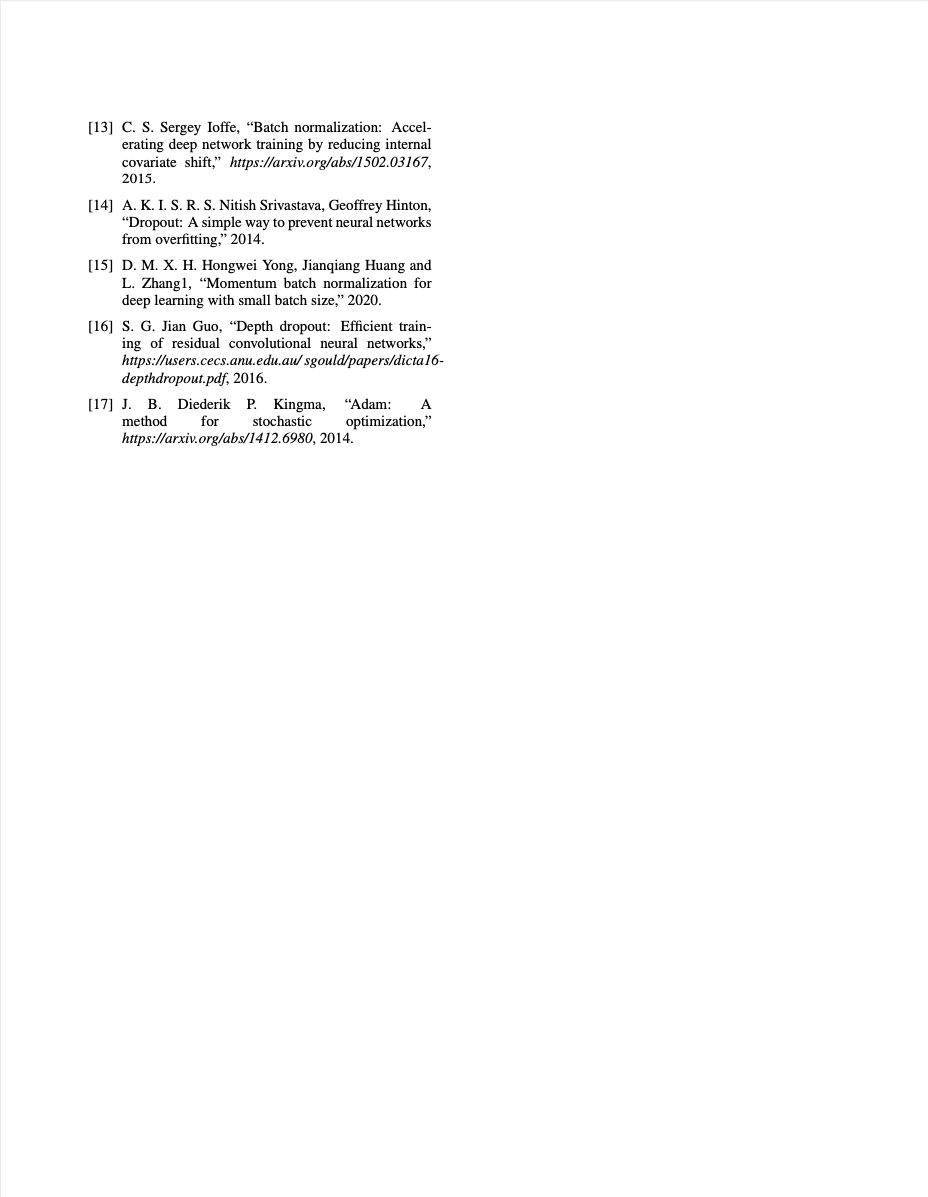 [13] C. S. Sergey Ioffe, “Batch normalization: Accel-
erating deep network training by reducing internal
covariate shift,” https://arxiv.org/abs/1502.03167,
2015.
[14] A. K. I. S. R. S. Nitish Srivastava, Geoffrey Hinton,
“Dropout: A simple way to prevent neural networks
from overfitting,” 2014.
[15] D. M. X. H. Hongwei Yong, Jianqiang Huang and
L. Zhang1, “Momentum batch normalization for
deep learning with small batch size,” 2020.
[16] S. G. Jian Guo, “Depth dropout: Efficient train-
ing of residual convolutional neural networks,”
https://users.cecs.anu.edu.au/ sgould/papers/dicta16-
depthdropout.pdf, 2016.
[17] J. B. Diederik P. Kingma, “Adam: A
method for stochastic optimization,”
https://arxiv.org/abs/1412.6980, 2014.